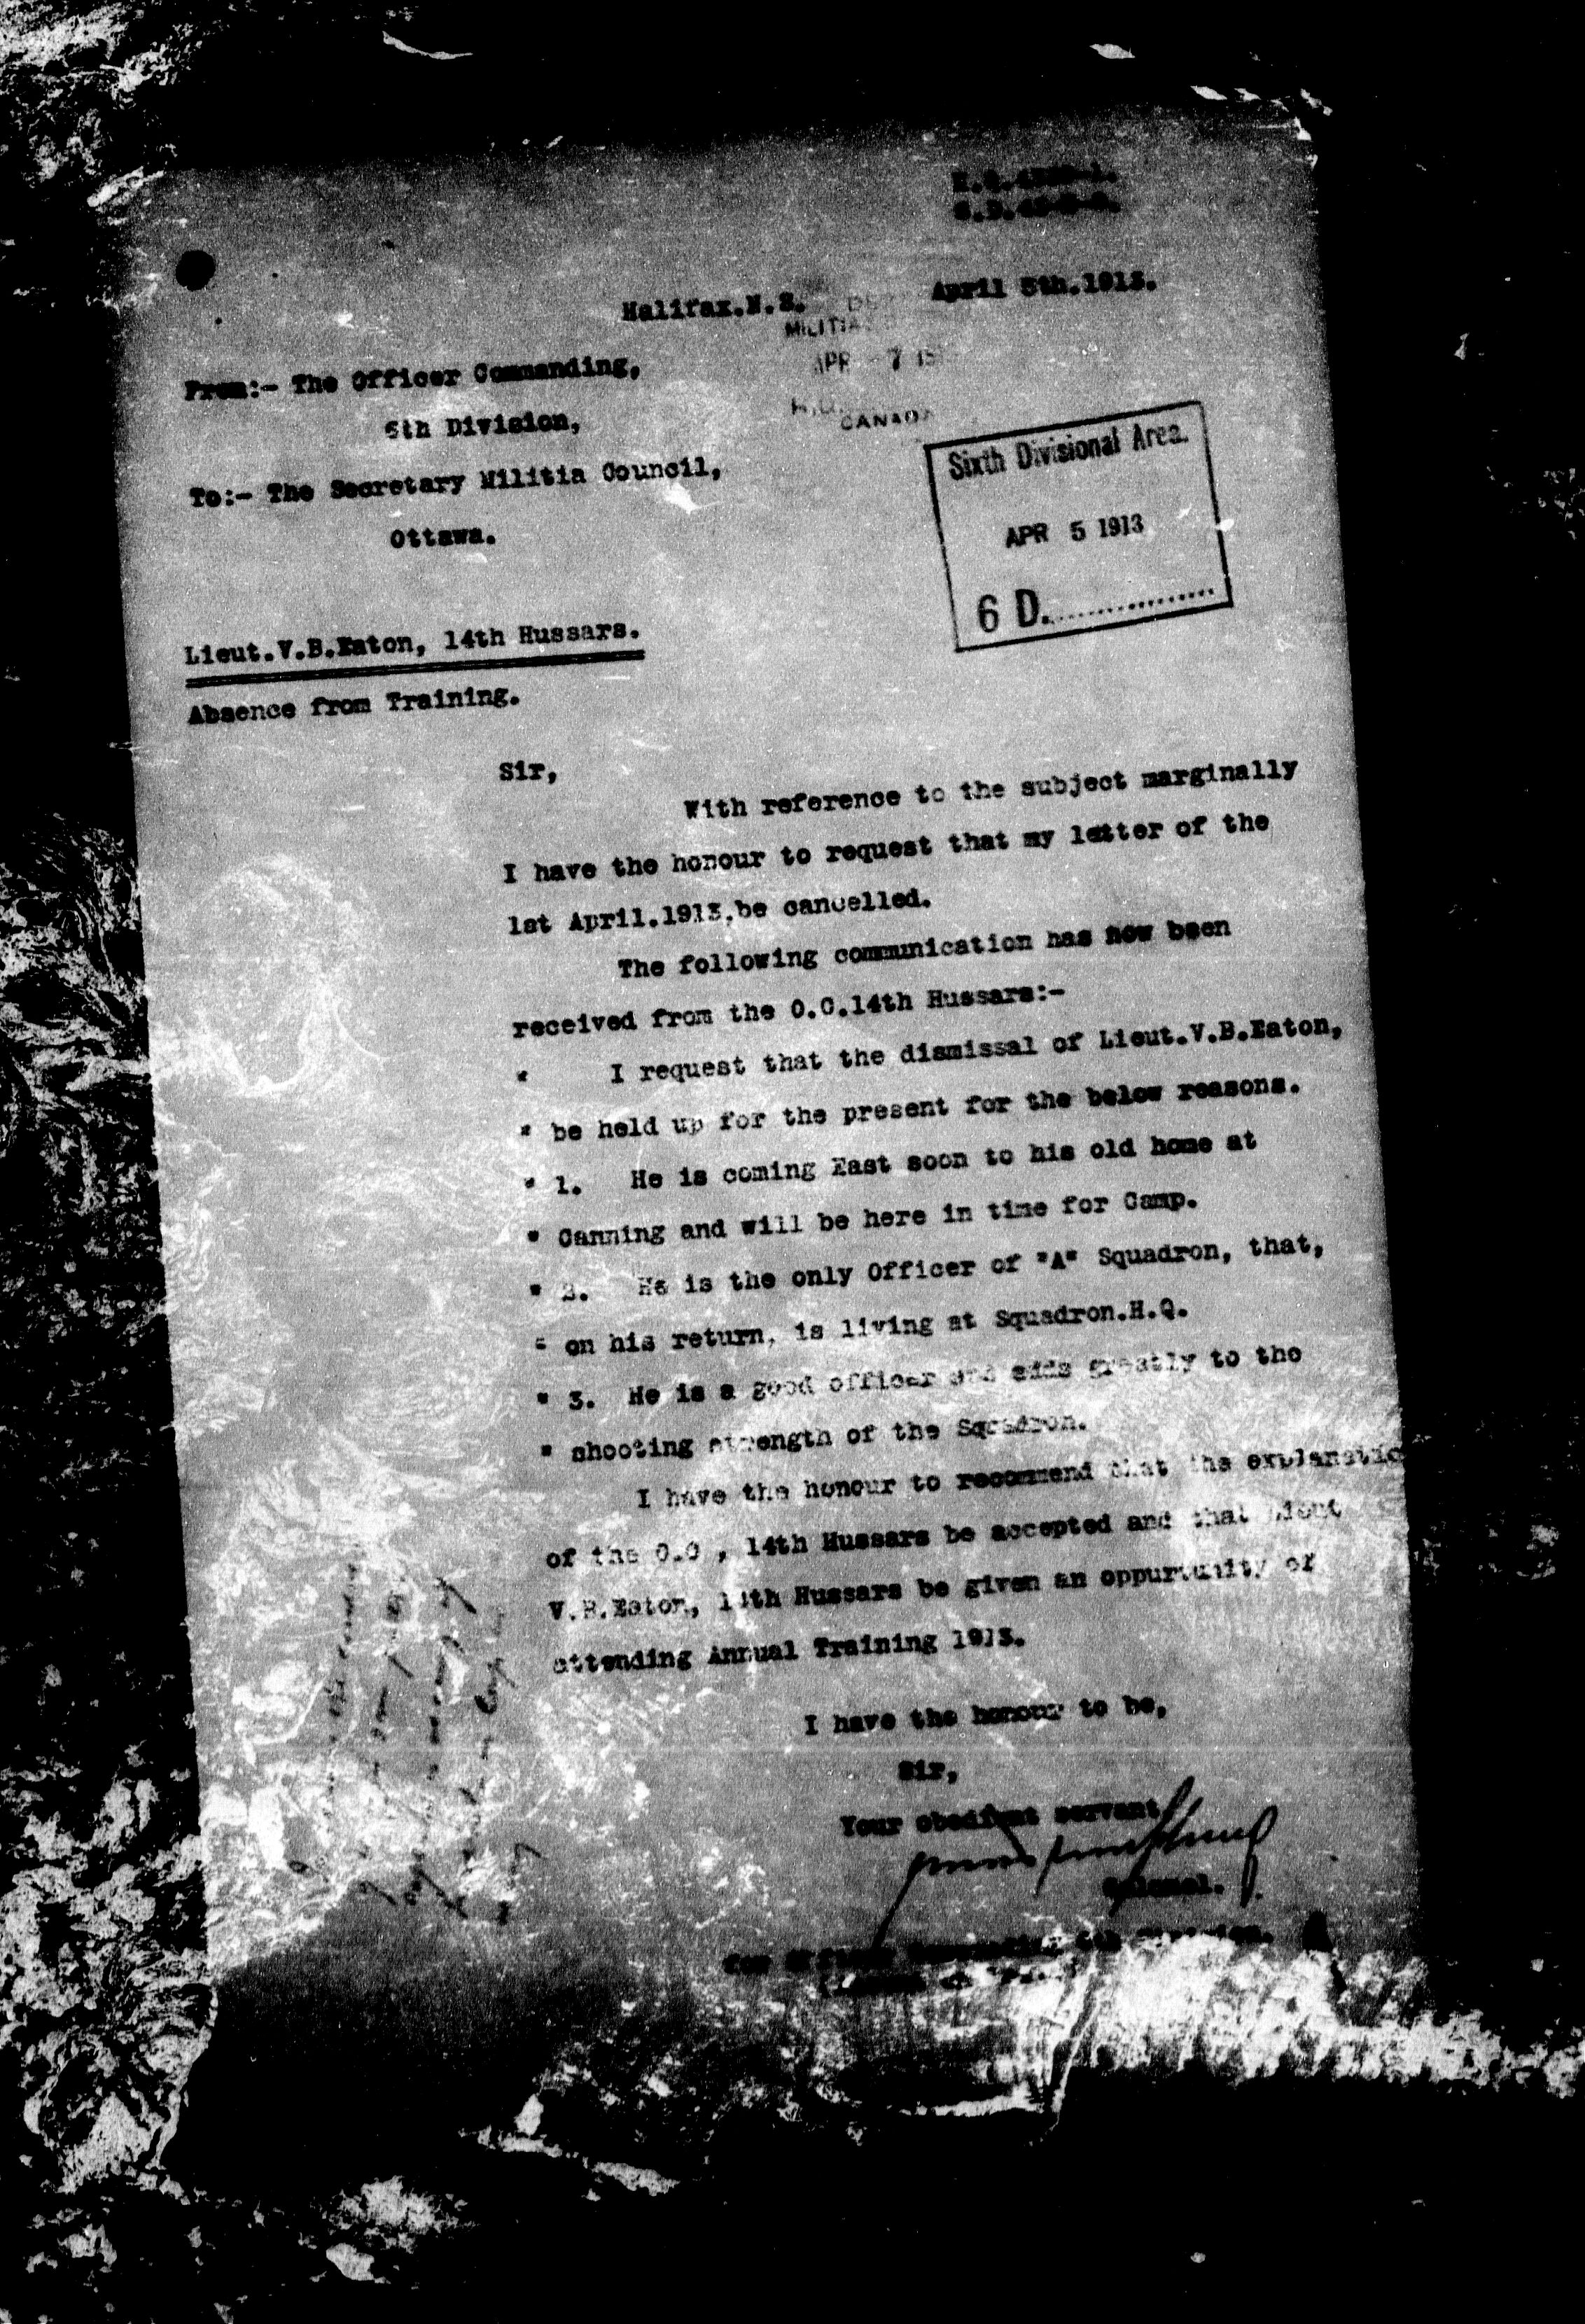 Halifax.N.S. April 5th.1913.
MILITIA
APR 7
CANADA
From:- The Officer Commanding,
6th Division,
To:- The Secretary Militia Council,
Ottawa.
Sixth Divisional Area.
APR 5 1913
6 D.................
Lieut.V.B.Eaton, 14th Hussars.
Absence from Training.
Sir,
With reference to the subject marginally
I have the honour to request that my letter of the
1st April.1913,be cancelled.
The following communication has now been
received from the O.C.14th Hussars:-
" I request that the dismissal of Lieut.V.B.Eaton,
" be held up for the present for the below reasons.
" 1. He is coming East soon to his old home at
" Canning and will be here in time for Camp.
" 2. He is the only Officer of "A" Squadron, that,
" on his return, is living at Squadron.H.Q.
" 3. He is a good officer and adds greatly to the
" shooting strength of the Squadron.
I have the honour to recommend that the explanatio
of the O.C , 14th Hussars be accepted and that Lieut
V.B.Eaton, 14th Hussars be given an oppurtunity of
attending Annual Training 1913.
I have the honour to be,
Sir,
Your obedient servant
Colonel.
for Officer Commanding 6th Division.